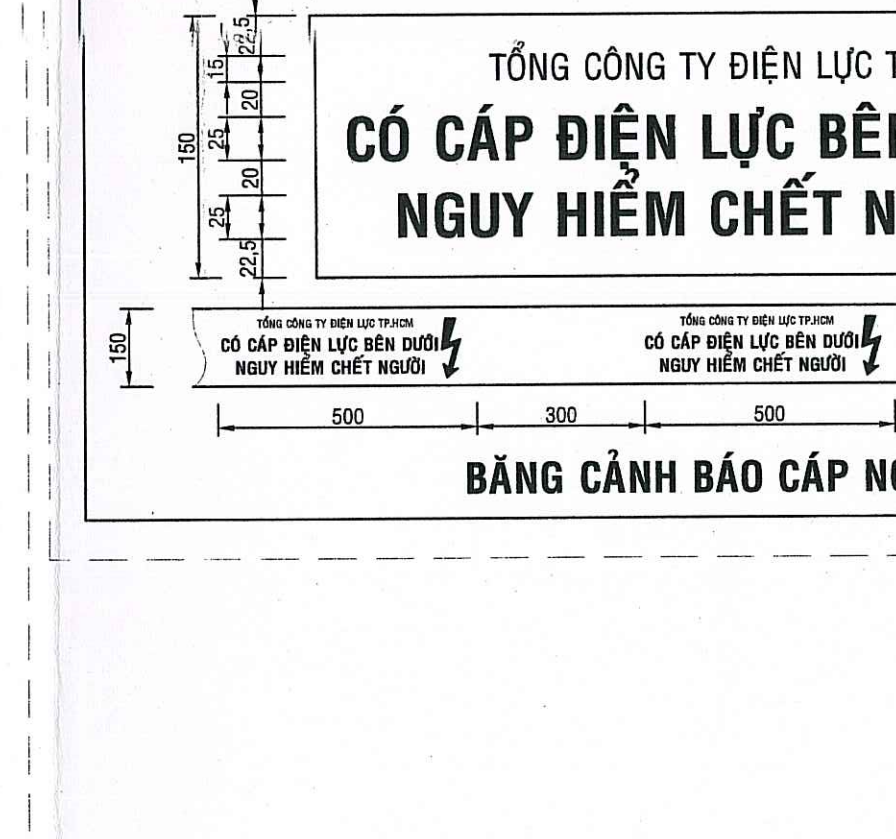 22,5
15
20
25
150
20
25
22,5
TỔNG CÔNG TY ĐIỆN LỰC
CÓ CÁP ĐIỆN LỰC
NGUY HIỂM CHẾT
150
TỔNG CÔNG TY ĐIỆN LỰC TP.HCM
CÓ CÁP ĐIỆN LỰC BÊN DƯỚI
NGUY HIỂM CHẾT NGƯỜI
TỔNG CÔNG TY ĐIỆN LỰC TP.HCM
CÓ CÁP ĐIỆN LỰC BÊN DƯỚI
NGUY HIỂM CHẾT NGƯỜI
500
300
500
BĂNG CẢNH BÁO CÁP